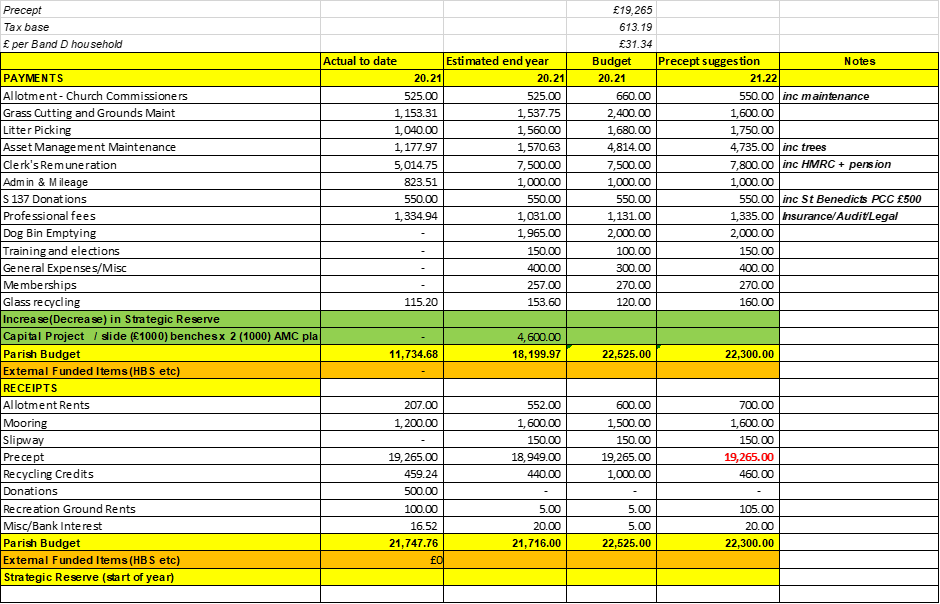 Precept £19,265
Tax base 613.19
£ per Band D household £31.34
Actual to date Estimated end year Budget Precept suggestion Notes
PAYMENTS 20.21 20.21 20.21 21.22
Allotment - Church Commissioners 525.00 525.00 660.00 550.00 inc maintenance
Grass Cutting and Grounds Maint 1,153.31 1,537.75 2,400.00 1,600.00
Litter Picking 1,040.00 1,560.00 1,680.00 1,750.00
Asset Management Maintenance 1,177.97 1,570.63 4,814.00 4,735.00 inc trees
Clerk's Remuneration 5,014.75 7,500.00 7,500.00 7,800.00 inc HMRC + pension
Admin & Mileage 823.51 1,000.00 1,000.00 1,000.00
S 137 Donations 550.00 550.00 550.00 550.00 inc St Benedicts PCC £500
Professional fees 1,334.94 1,031.00 1,131.00 1,335.00 Insurance/Audit/Legal
Dog Bin Emptying - 1,965.00 2,000.00 2,000.00
Training and elections - 150.00 100.00 150.00
General Expenses/Misc - 400.00 300.00 400.00
Memberships - 257.00 270.00 270.00
Glass recycling 115.20 153.60 120.00 160.00
Increase(Decrease) in Strategic Reserve
Capital Project / slide (£1000) benches x 2 (1000) AMC pla - 4,600.00
Parish Budget 11,734.68 18,199.97 22,525.00 22,300.00
External Funded Items (HBS etc) -
RECEIPTS
Allotment Rents 207.00 552.00 600.00 700.00
Mooring 1,200.00 1,600.00 1,500.00 1,600.00
Slipway - 150.00 150.00 150.00
Precept 19,265.00 18,949.00 19,265.00 19,265.00
Recycling Credits 459.24 440.00 1,000.00 460.00
Donations 500.00 - - -
Recreation Ground Rents 100.00 5.00 5.00 105.00
Misc/Bank Interest 16.52 20.00 5.00 20.00
Parish Budget 21,747.76 21,716.00 22,525.00 22,300.00
External Funded Items (HBS etc) £0
Strategic Reserve (start of year)